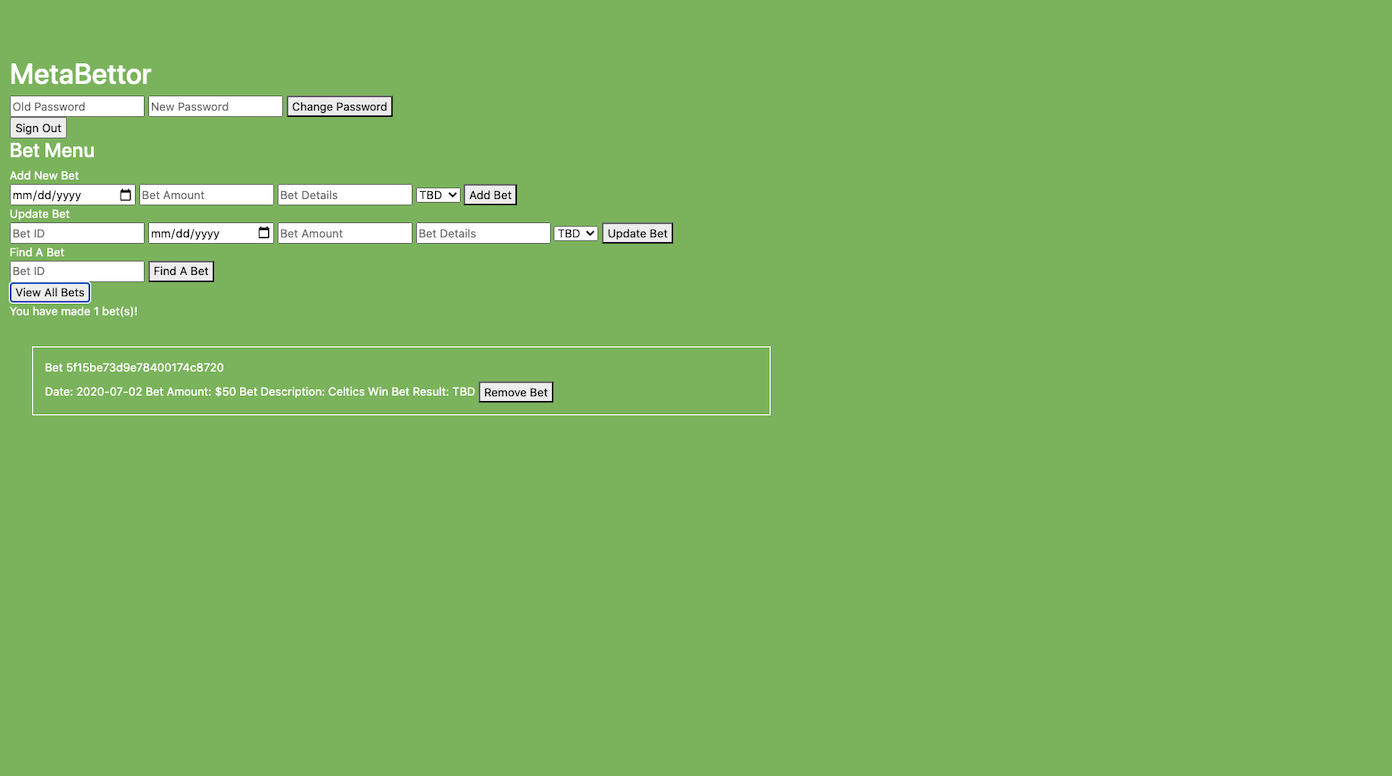 MetaBettor
Old Password New Password Change Password
Sign Out
Bet Menu
Add New Bet
mm/dd/yyyy Bet Amount Bet Details TBD Add Bet
Update Bet
Bet ID mm/dd/yyyy Bet Amount Bet Details TBD Update Bet
Find A Bet
Bet ID Find A Bet
View All Bets
You have made 1 bet(s)!
Bet 5f15be73d9e78400174c8720
Date: 2020-07-02 Bet Amount: $50 Bet Description: Celtics Win Bet Result: TBD Remove Bet